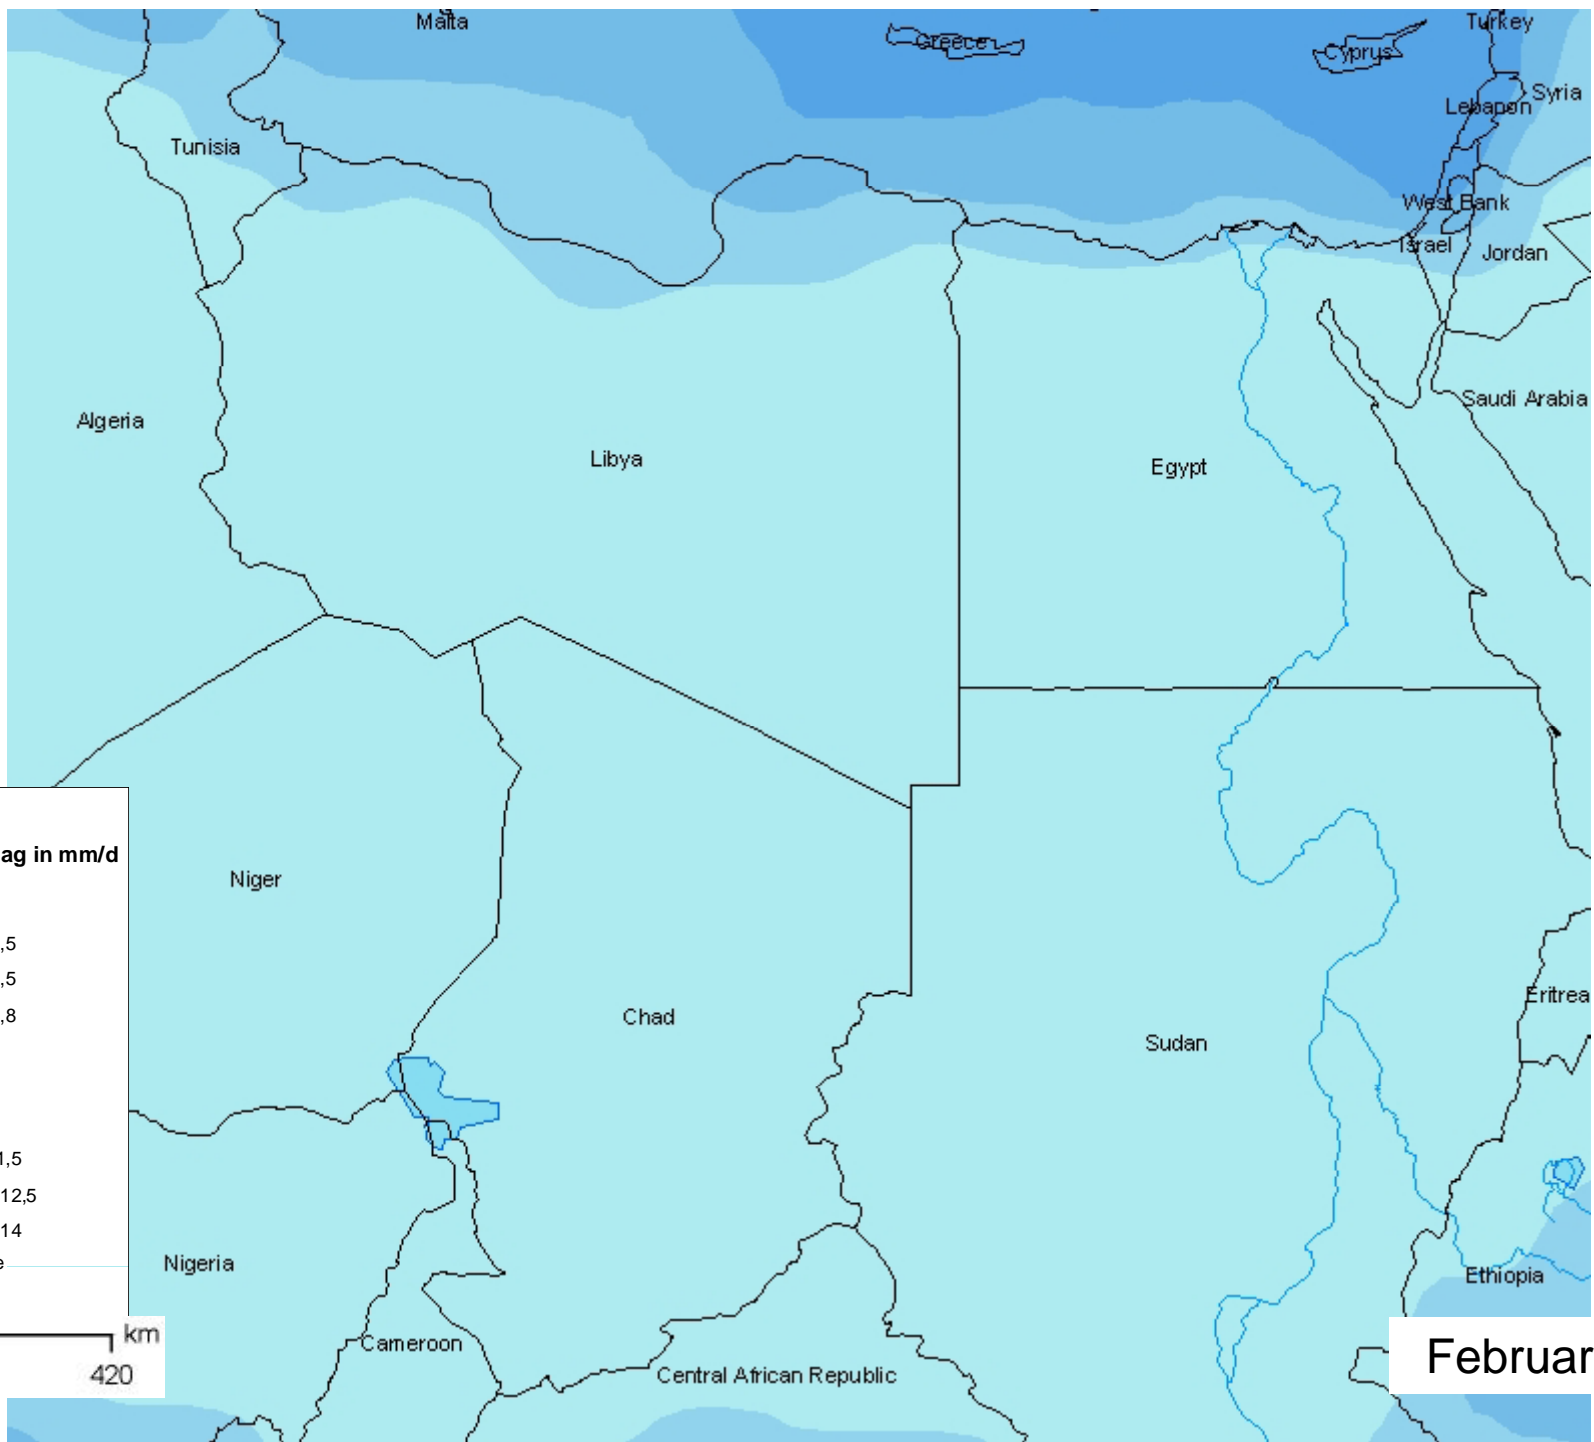 Malta
Greece
Cyprus
Turkey
Syria
Lebanon
Tunisia
West Bank
Israel
Jordan
Saudi Arabia
Algeria
Libya
Egypt
ag in mm/d
,5
,5
,8
1,5
12,5
14
e
Niger
Chad
Sudan
Eritrea
Nigeria
Ethiopia
Cameroon
Central African Republic
km
420
Februar